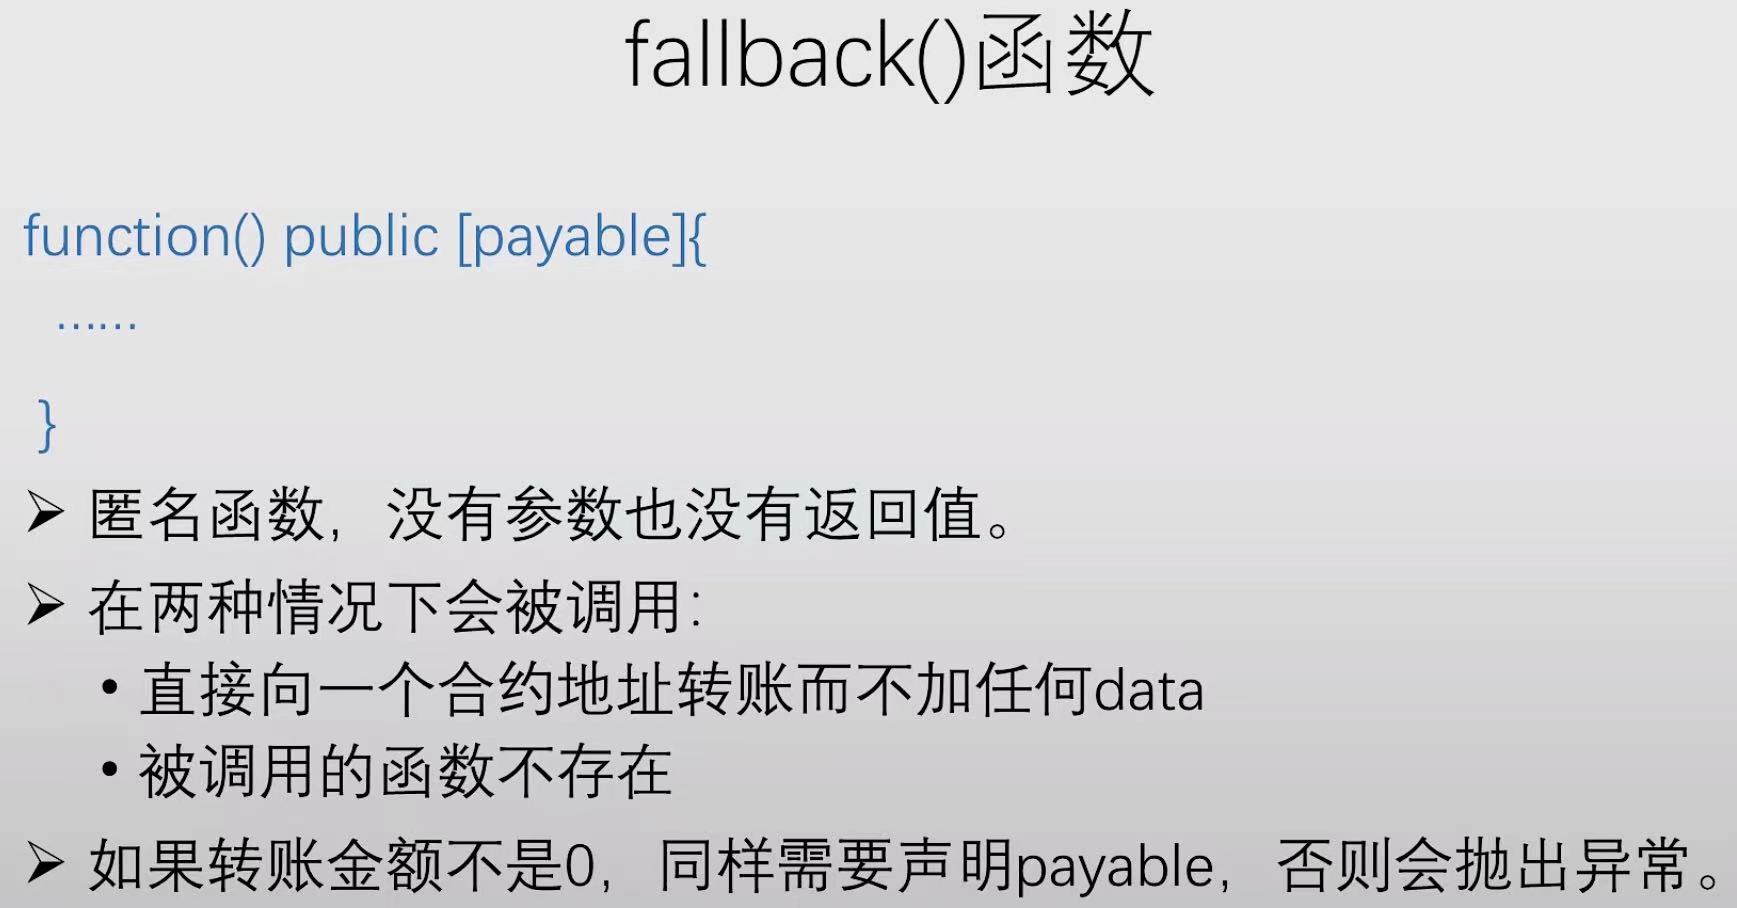 fallback()函数
function() public [payable]{
......
}
➢ 匿名函数，没有参数也没有返回值。
➢ 在两种情况下会被调用：
• 直接向一个合约地址转账而不加任何data
• 被调用的函数不存在
➢ 如果转账金额不是0，同样需要声明payable，否则会抛出异常。